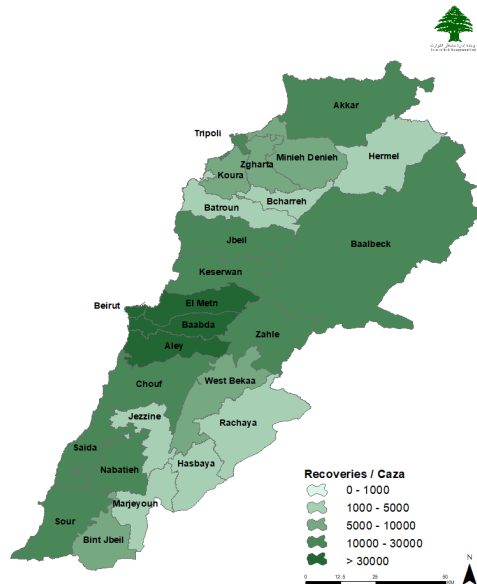 Akkar
Tripoli
Hermel
Minieh Denieh
Zgharta
Koura
Bcharreh
Batroun
Jbeil
Baalbeck
Keserwan
El Metn
Beirut
Baabda
Zahle
Aley
West Bekaa
Chouf
Jezzine
Rachaya
Saida
Hasbaya
Nabatieh
Marjeyoun
Sour
Bint Jbeil
Recoveries / Caza
0 - 1000
1000 - 5000
5000 - 10000
10000 - 30000
> 30000
N
0 12.5 25 50
KM